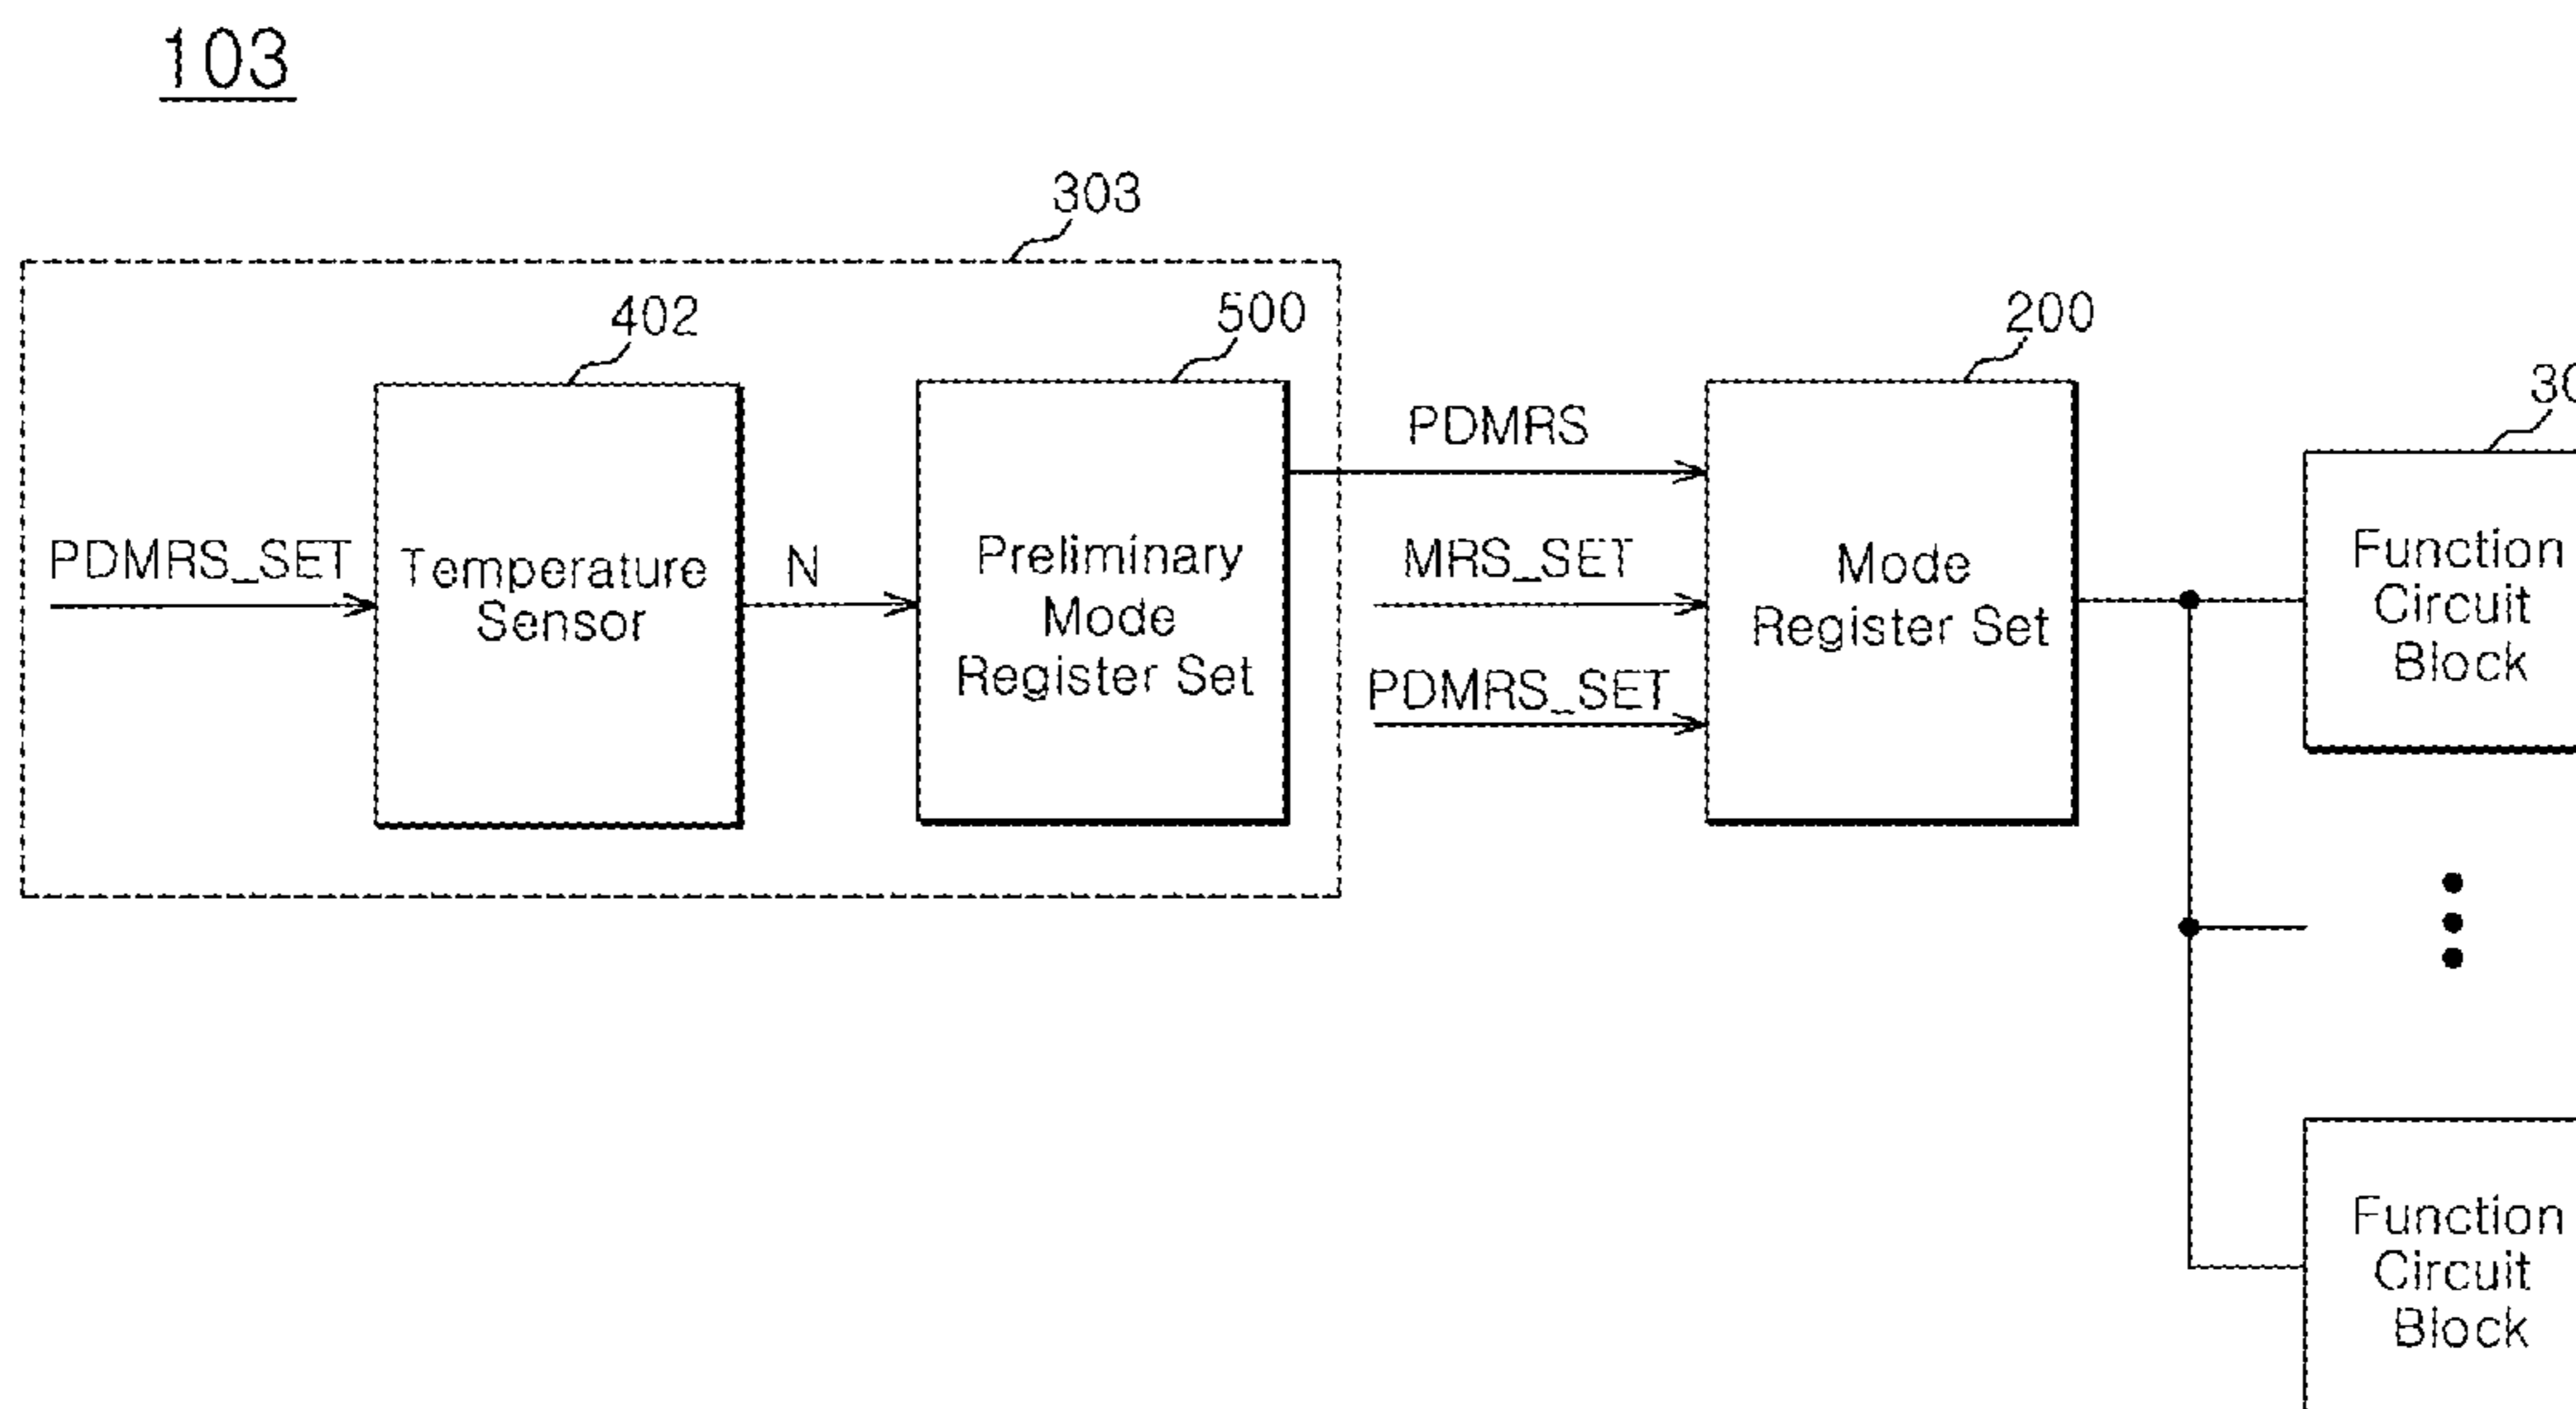 103
303
402
500
200
PDMRS_SET
Temperature
Sensor
N
Preliminary
Mode
Register Set
PDMRS
MRS_SET
PDMRS_SET
Mode
Register Set
Function
Circuit
Block
Function
Circuit
Block